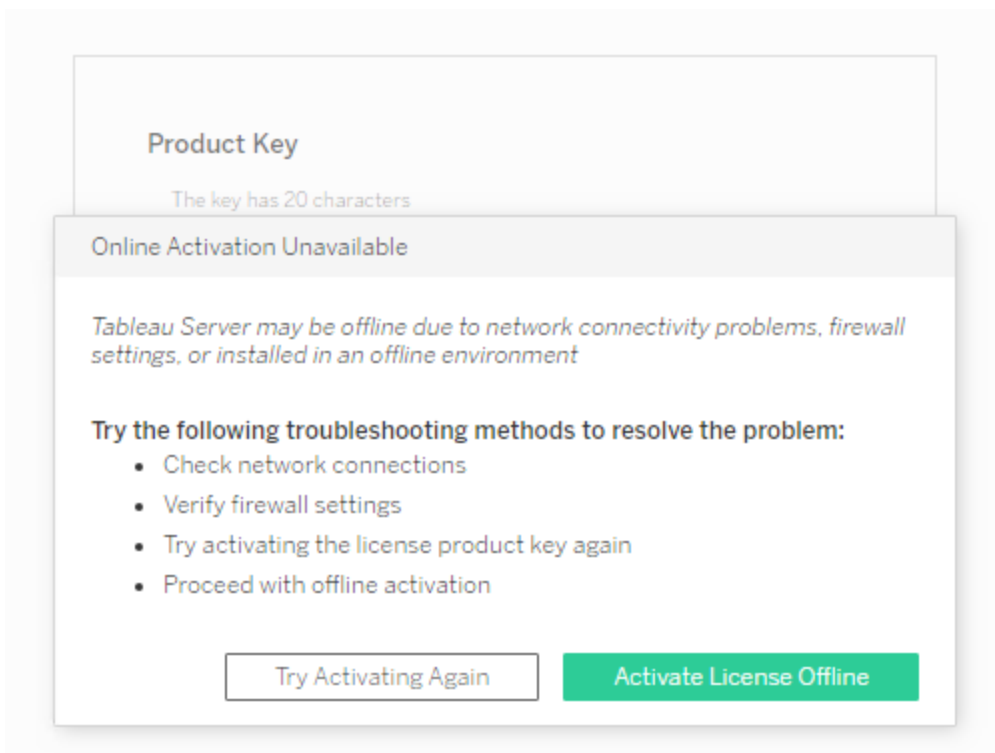 Product Key
The key has 20 characters
Online Activation Unavailable
Tableau Server may be offline due to network connectivity problems, firewall
settings, or installed in an offline environment
Try the following troubleshooting methods to resolve the problem:
• Check network connections
• Verify firewall settings
• Try activating the license product key again
• Proceed with offline activation
Try Activating Again
Activate License Offline